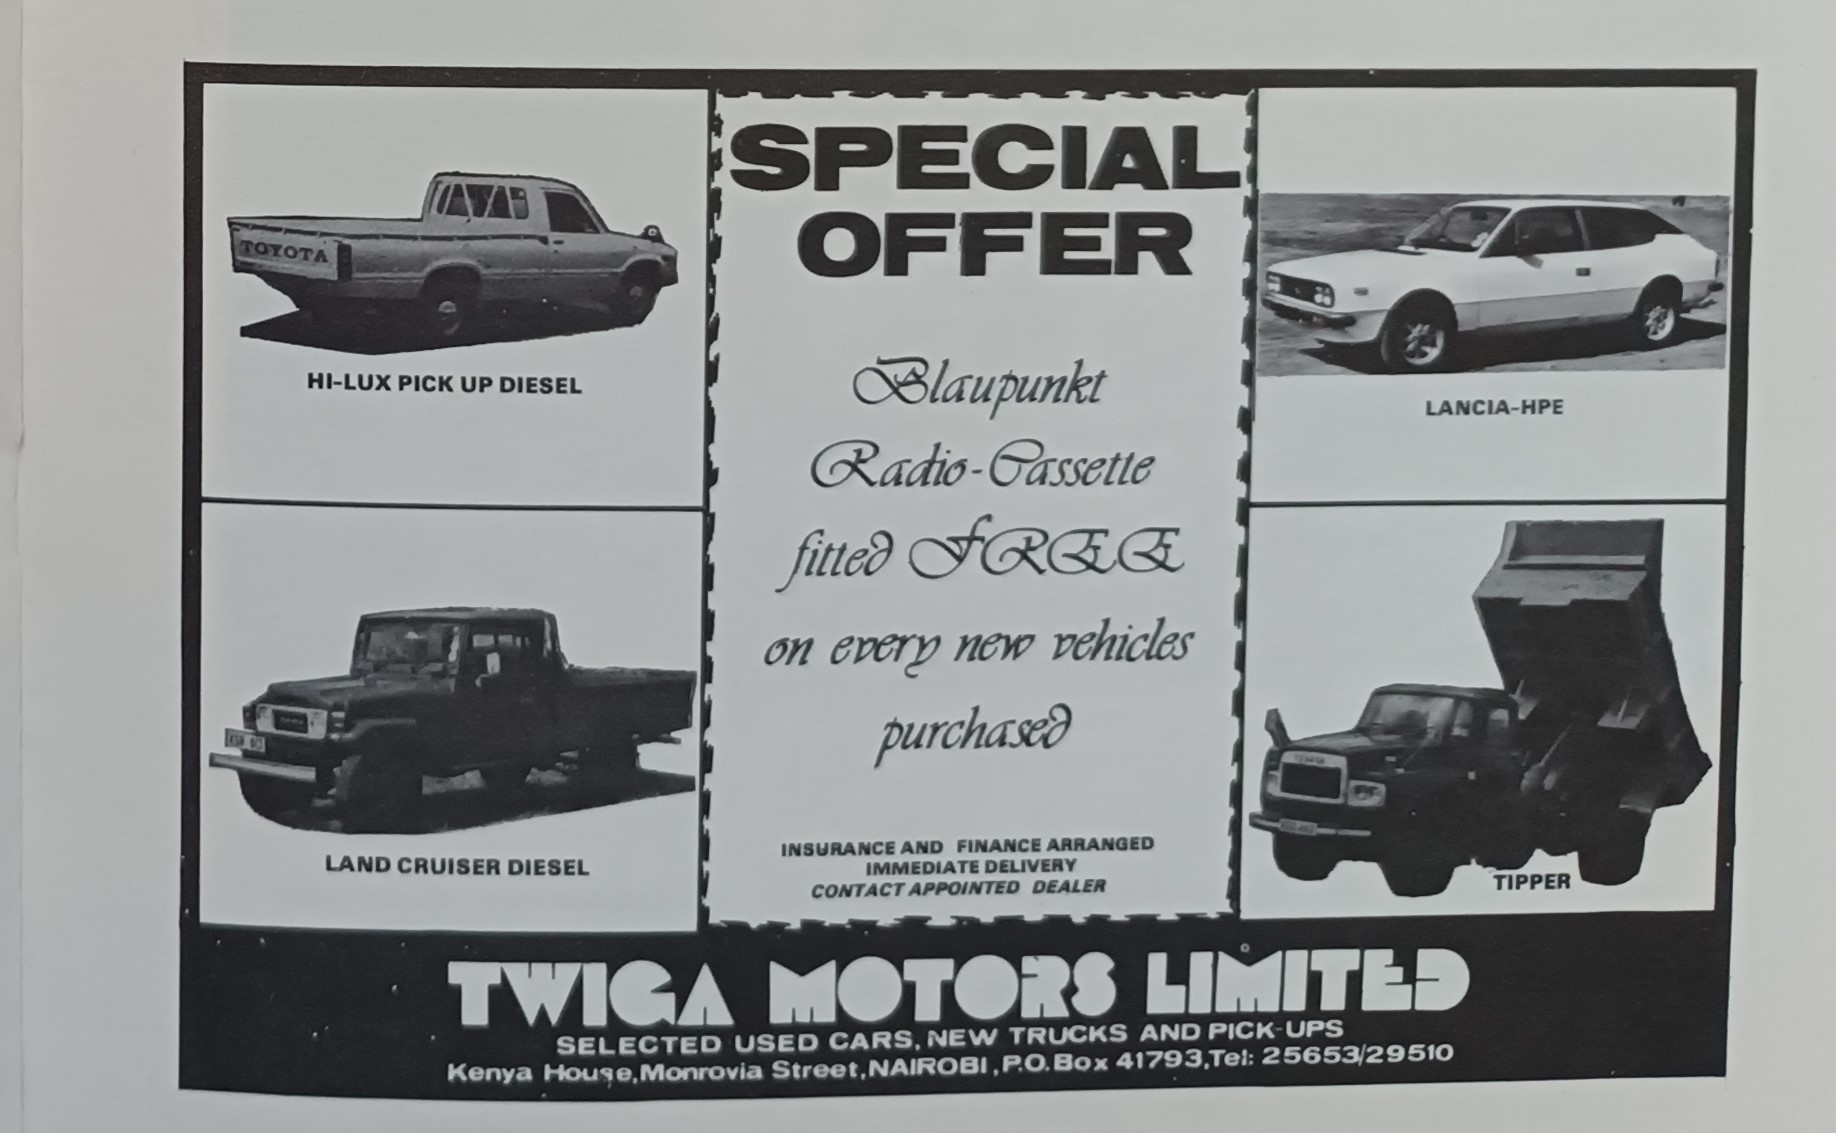 TOYOTA
HI-LUX PICK UP DIESEL
LAND CRUISER DIESEL
SPECIAL
OFFER
Blaupunkt
Radio-Cassette
fitted FREE
on every new vehicles
purchased
INSURANCE AND FINANCE ARRANGED
IMMEDIATE DELIVERY
CONTACT APPOINTED DEALER
LANCIA-HPE
TIPPER
TWIGA MOTORS LIMITED
SELECTED USED CARS, NEW TRUCKS AND PICK-UPS
Kenya House, Monrovia Street, NAIROBI, P.O. Box 41793, Tel: 25653/29510